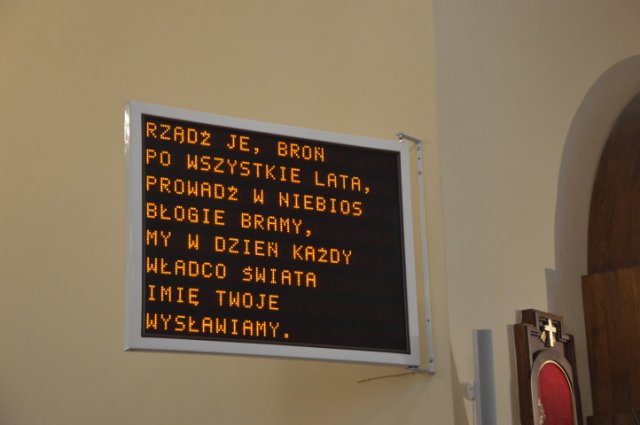 RZĄDŹ JE, BROŃ
PO WSZYSTKIE LATA,
PROWADŹ W NIEBIOS
BŁOGIE BRAMY,
MY W DZIEŃ KAŻDY
WŁADCO ŚWIATA
IMIĘ TWOJE
WYSŁAWIAMY.